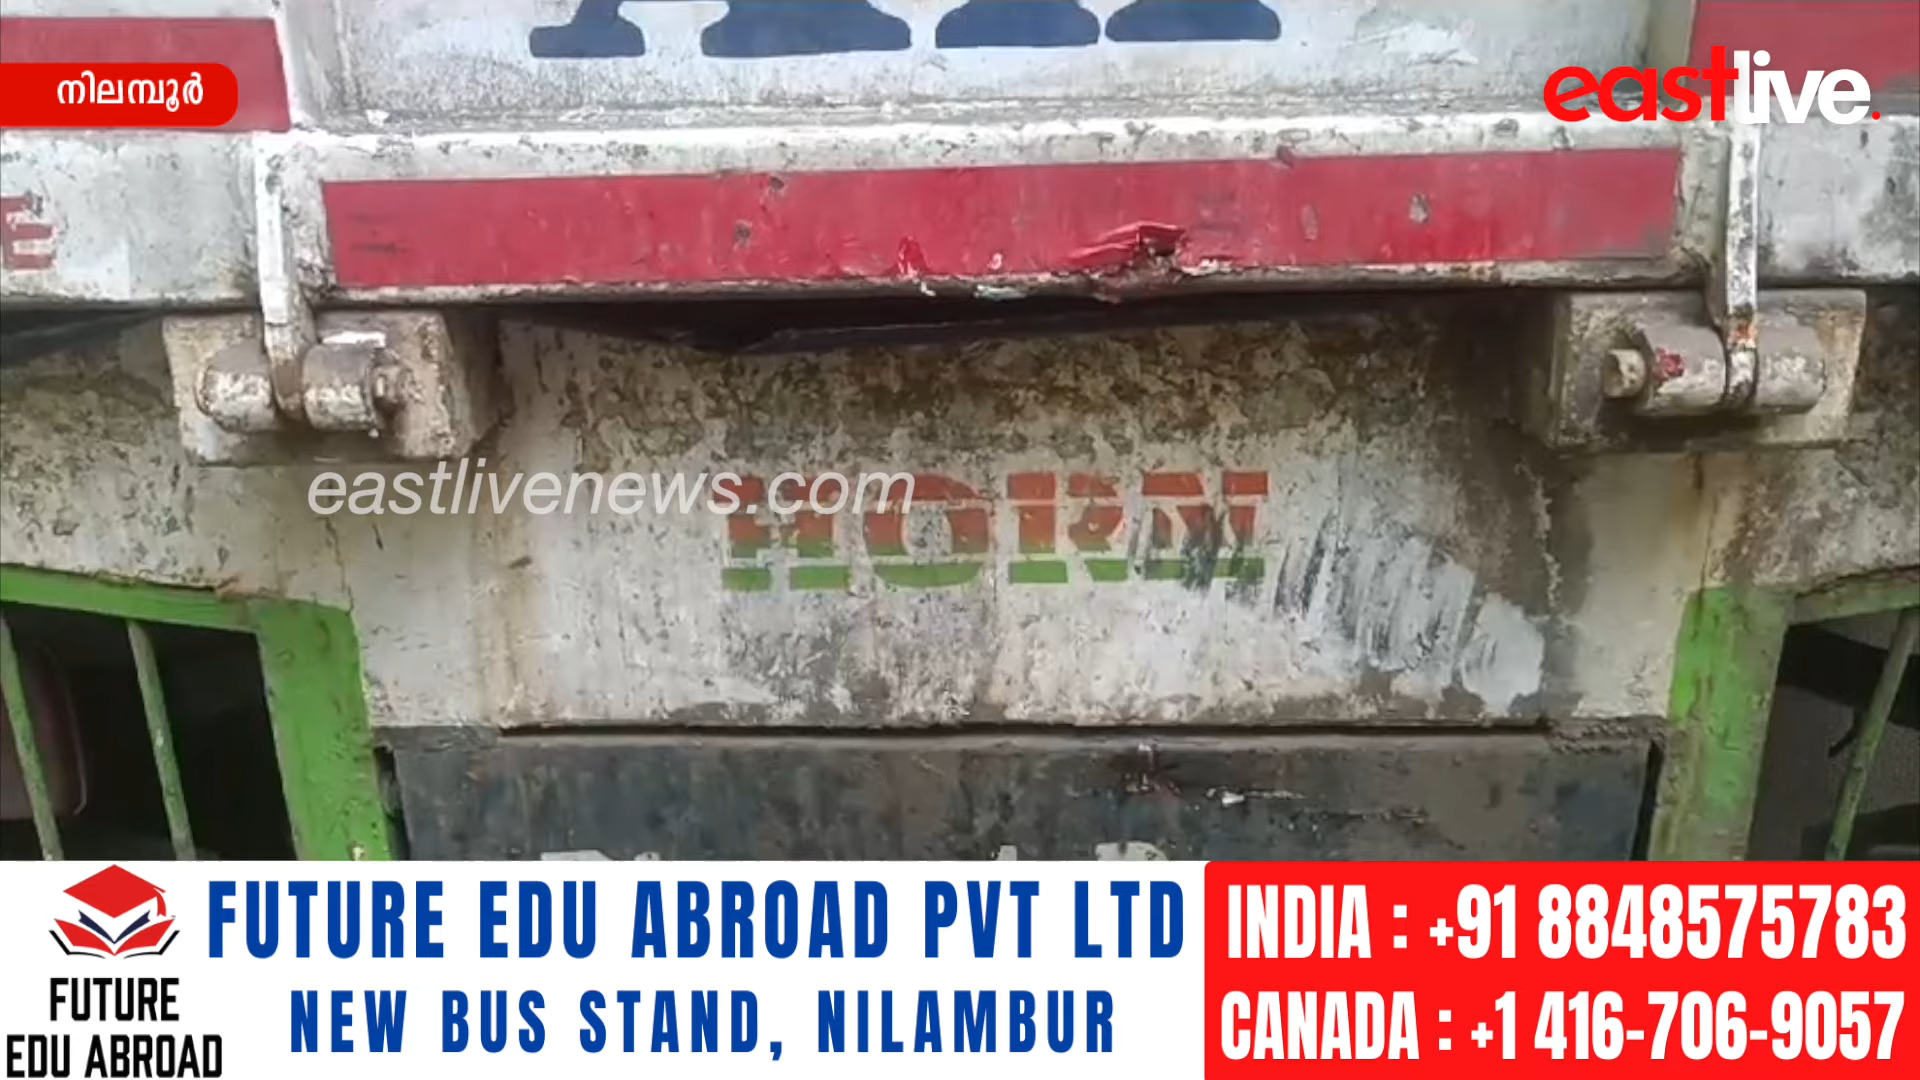 നിലമ്പൂർ
eastlive.
E
eastlivenews.com
HORN
FUTURE EDU ABROAD PVT LTD
NEW BUS STAND, NILAMBUR
FUTURE
EDU ABROAD
INDIA : +91 8848575783
CANADA : +1 416-706-9057